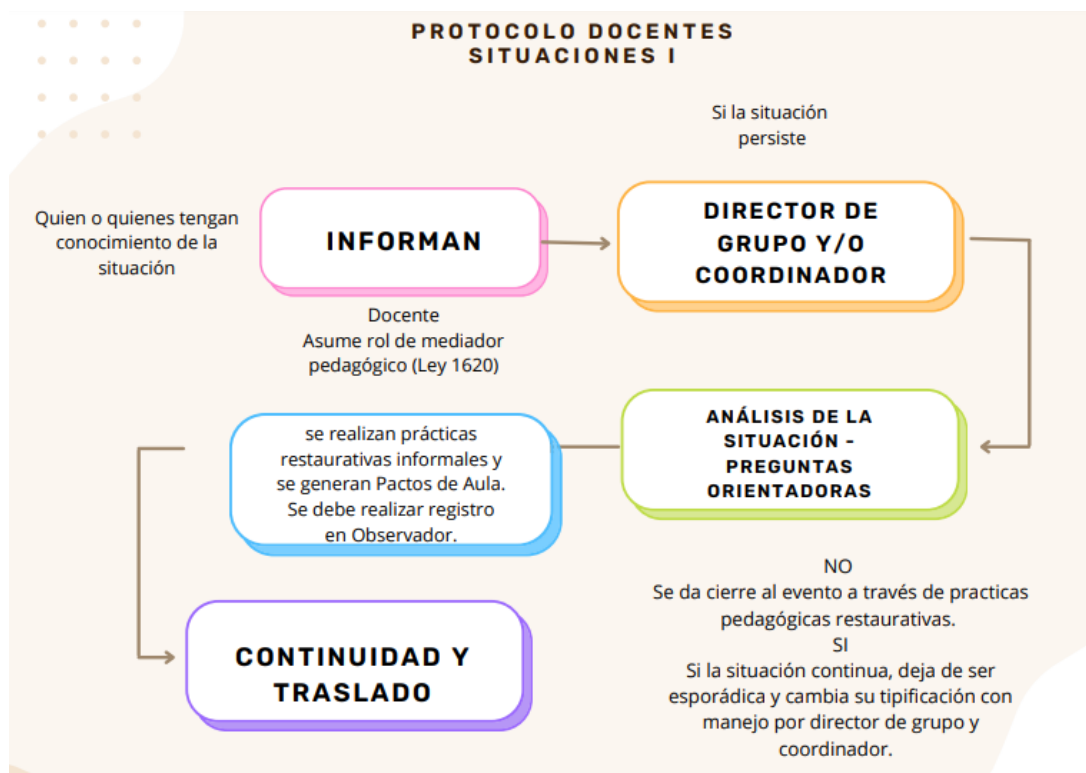 PROTOCOLO DOCENTES
SITUACIONES I
Si la situación
persiste
Quien o quienes tengan
conocimiento de la
situación
INFORMAN
DIRECTOR DE
GRUPO Y/O
COORDINADOR
Docente
Asume rol de mediador
pedagógico (Ley 1620)
ANÁLISIS DE LA
SITUACIÓN -
PREGUNTAS
ORIENTADORAS
se realizan prácticas
restaurativas informales y
se generan Pactos de Aula.
Se debe realizar registro
en Observador.
NO
Se da cierre al evento a través de practicas
pedagógicas restaurativas.
SI
Si la situación continua, deja de ser
esporádica y cambia su tipificación con
manejo por director de grupo y
coordinador.
CONTINUIDAD Y
TRASLADO